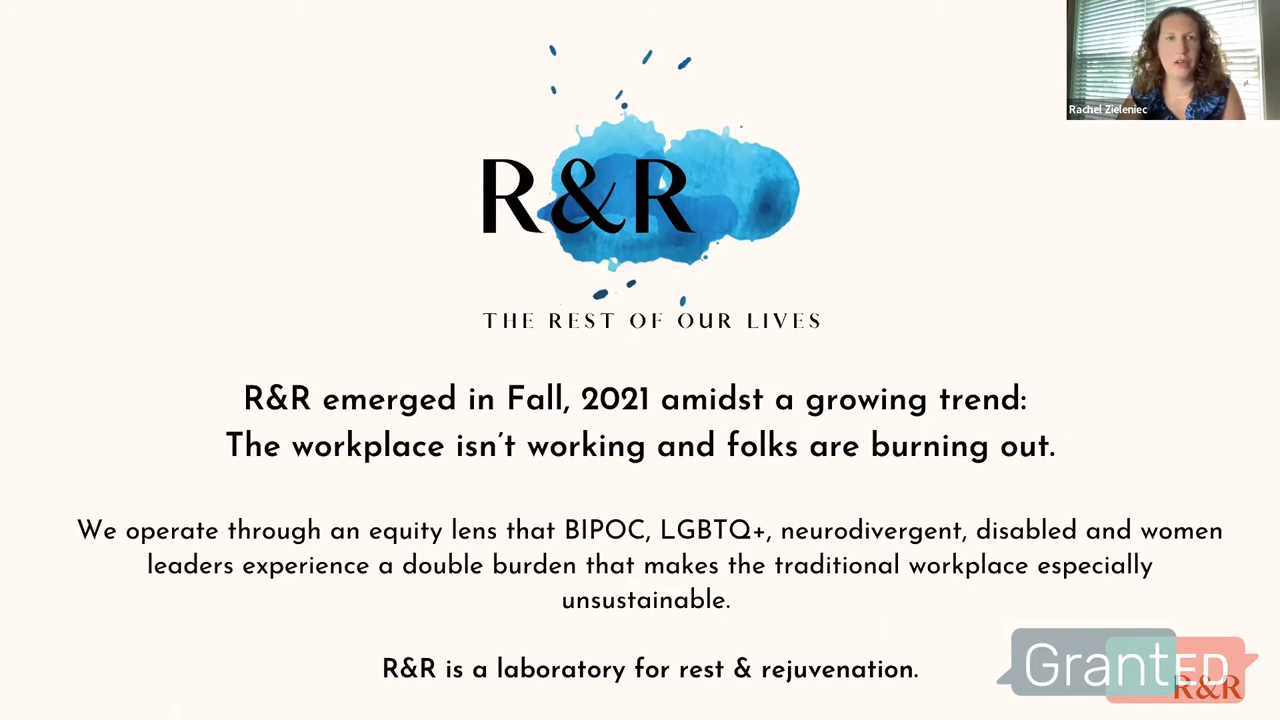 Rachel Zieleniec
R&R
THE REST OF OUR LIVES
R&R emerged in Fall, 2021 amidst a growing trend:
The workplace isn't working and folks are burning out.
We operate through an equity lens that BIPOC, LGBTQ+, neurodivergent, disabled and women
leaders experience a double burden that makes the traditional workplace especially
unsustainable.
R&R is a laboratory for rest & rejuvenation.
GrantED
R&R